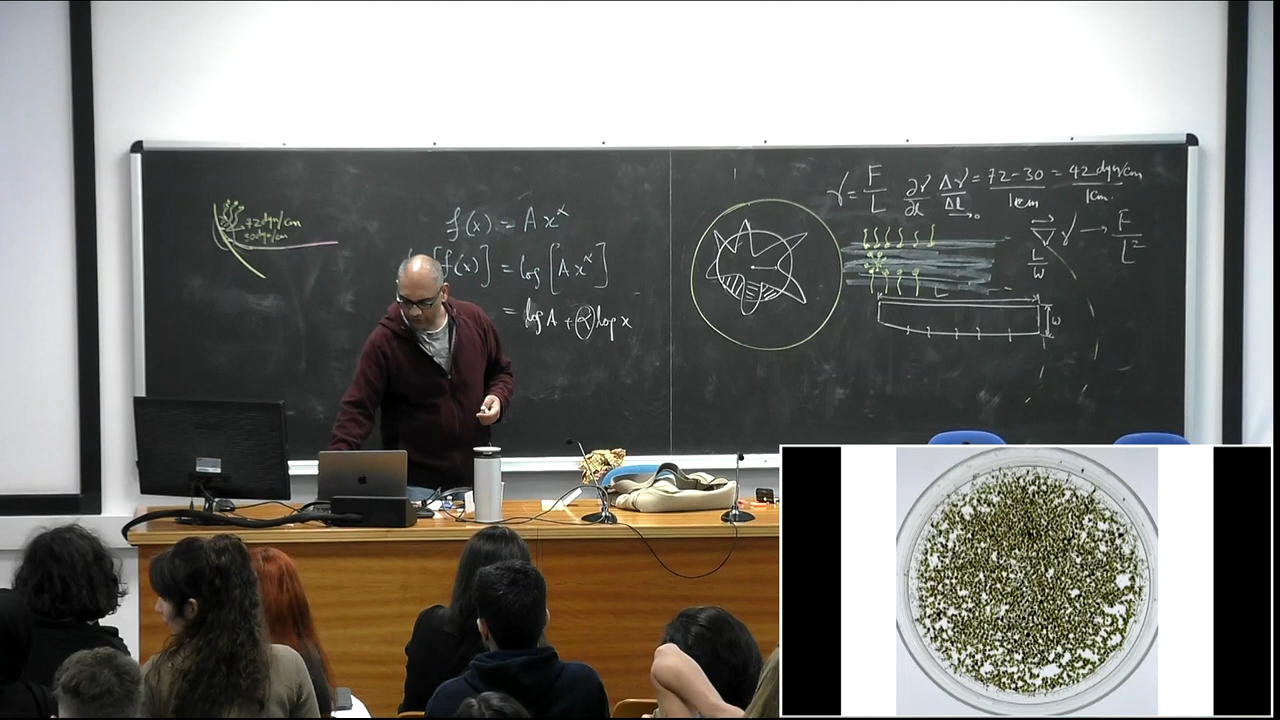 72 dyn/cm
30 dyn/cm
f(x) = A x^α
[f(x)] = log [A x^α]
= log A + α log x
γ = F/L ∂γ/∂l Δγ/ΔL = 72-30/1cm = 42 dyn/cm/1cm.
→0
∇γ → F/L²
L/W
L
W